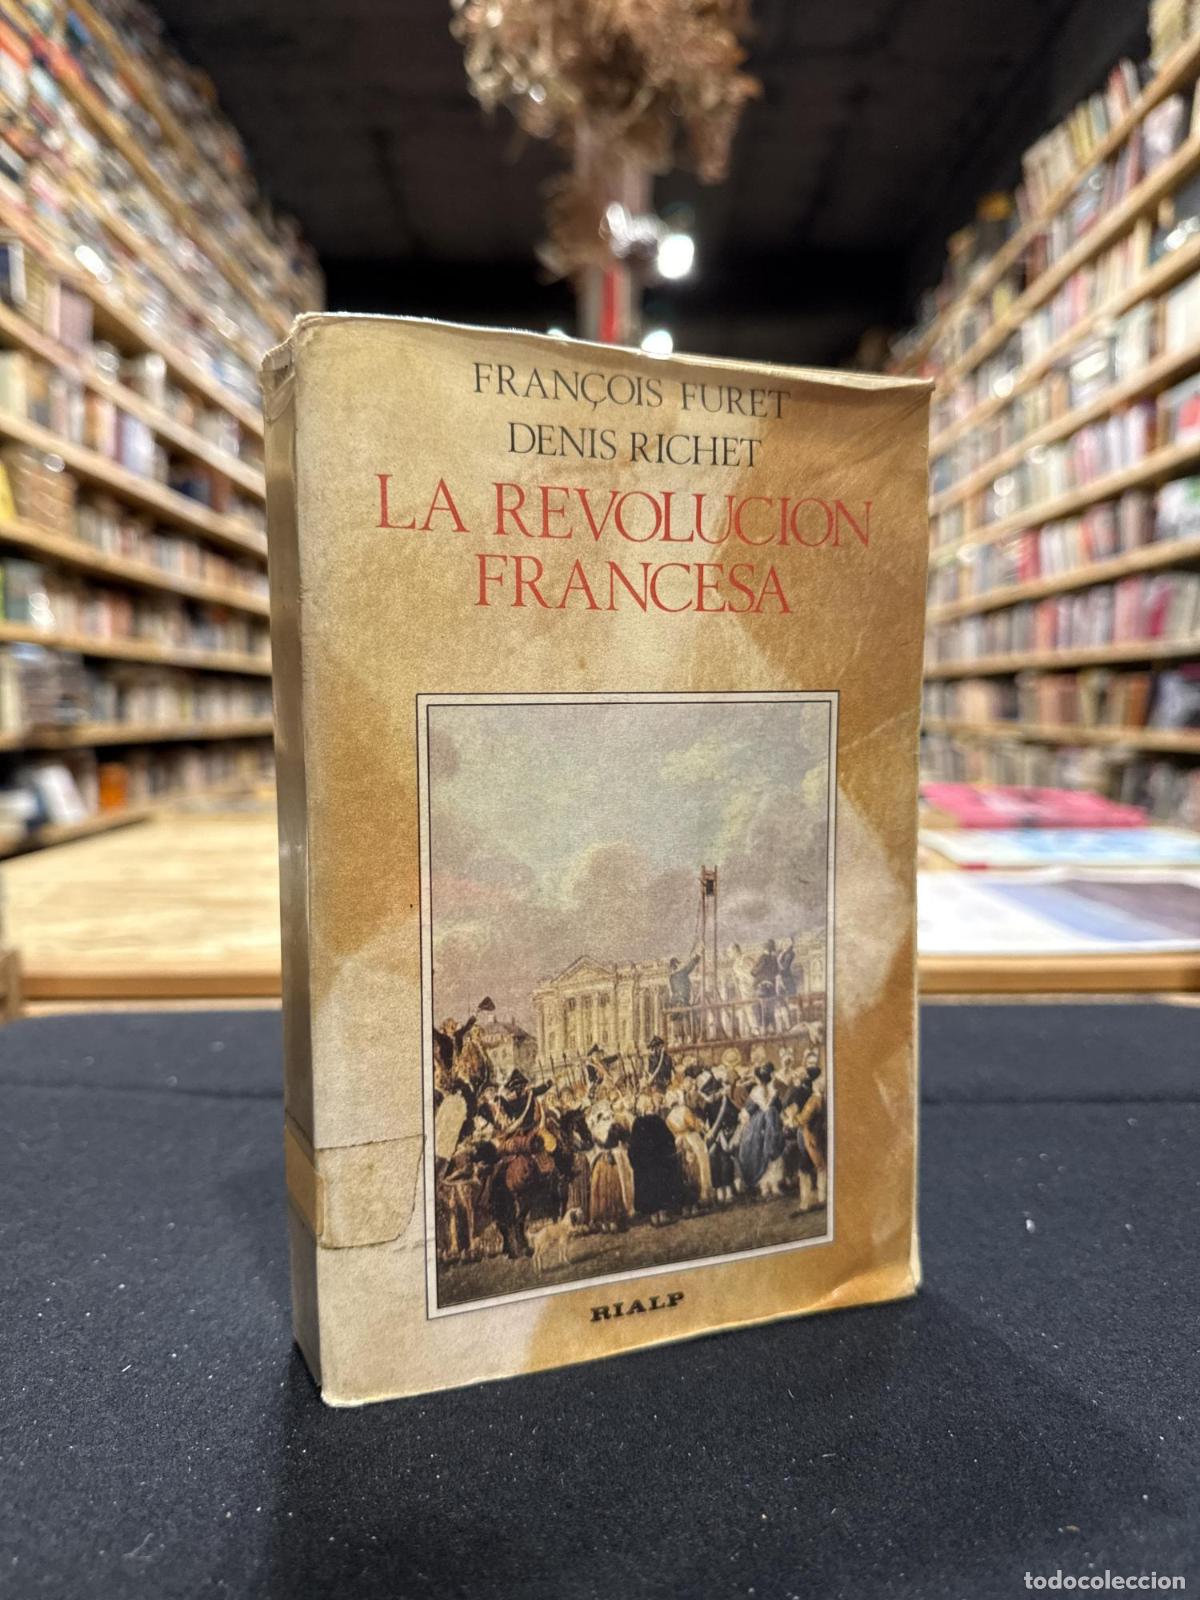 FRANÇOIS FURET
DENIS RICHET
LA REVOLUCION
FRANCESA
RIALP
todocoleccion